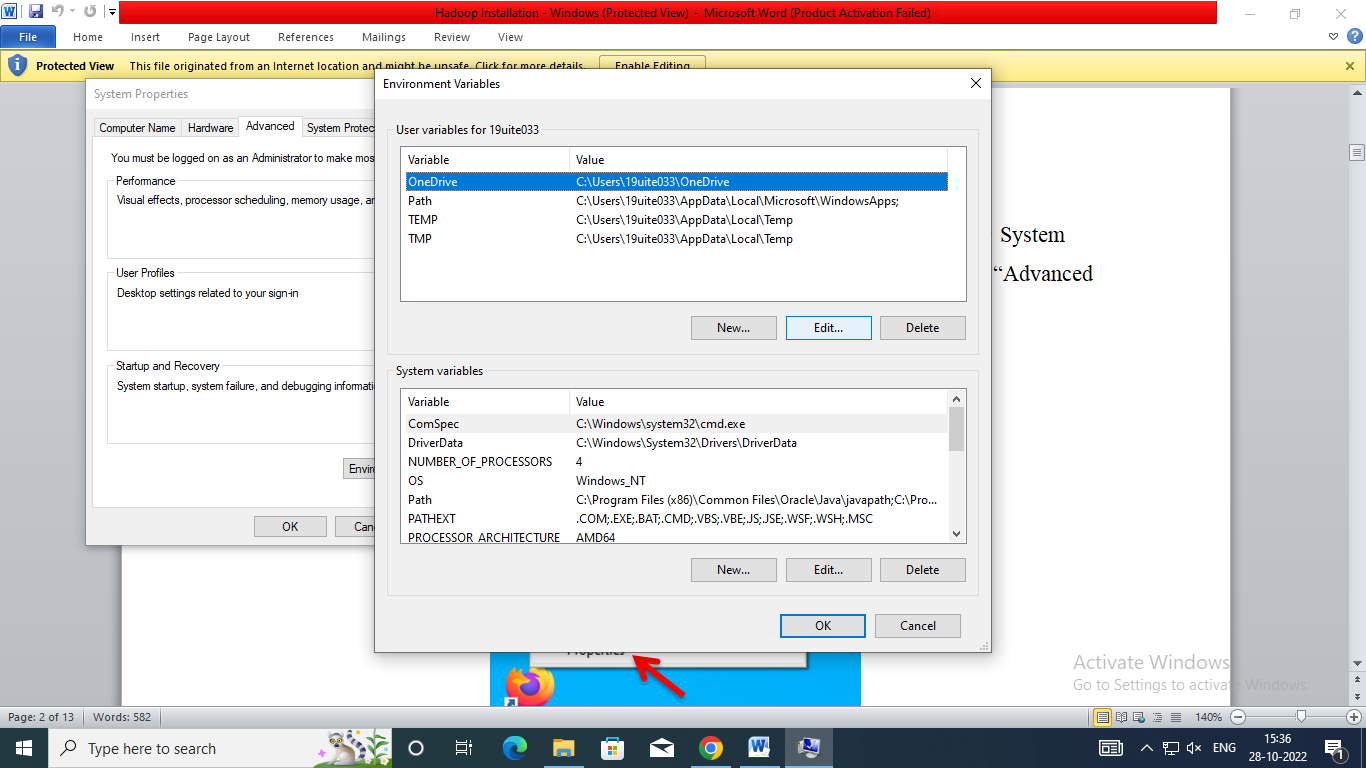 Hadoop Installation - Windows (Protected View) - Microsoft Word (Product Activation Failed)
File Home Insert Page Layout References Mailings Review View
Protected View This file originated from an Internet location and might be unsafe. Click for more details. Enable Editing
System Properties
Computer Name Hardware Advanced System Protec
You must be logged on as an Administrator to make mos
Performance
Visual effects, processor scheduling, memory usage, an
User Profiles
Desktop settings related to your sign-in
Startup and Recovery
System startup, system failure, and debugging informati
Enviro
OK Canc
Environment Variables
User variables for 19uite033
Variable Value
OneDrive C:\Users\19uite033\OneDrive
Path C:\Users\19uite033\AppData\Local\Microsoft\WindowsApps;
TEMP C:\Users\19uite033\AppData\Local\Temp
TMP C:\Users\19uite033\AppData\Local\Temp
New... Edit... Delete
System variables
Variable Value
ComSpec C:\Windows\system32\cmd.exe
DriverData C:\Windows\System32\Drivers\DriverData
NUMBER_OF_PROCESSORS 4
OS Windows_NT
Path C:\Program Files (x86)\Common Files\Oracle\Java\javapath;C:\Pro...
PATHEXT .COM;.EXE;.BAT;.CMD;.VBS;.VBE;.JS;.JSE;.WSF;.WSH;.MSC
PROCESSOR_ARCHITECTURE AMD64
New... Edit... Delete
OK Cancel
System
“Advanced
Properties
Activate Windows
Go to Settings to activate Windows.
Page: 2 of 13 Words: 582 140%
Type here to search
ENG
15:36
28-10-2022
1